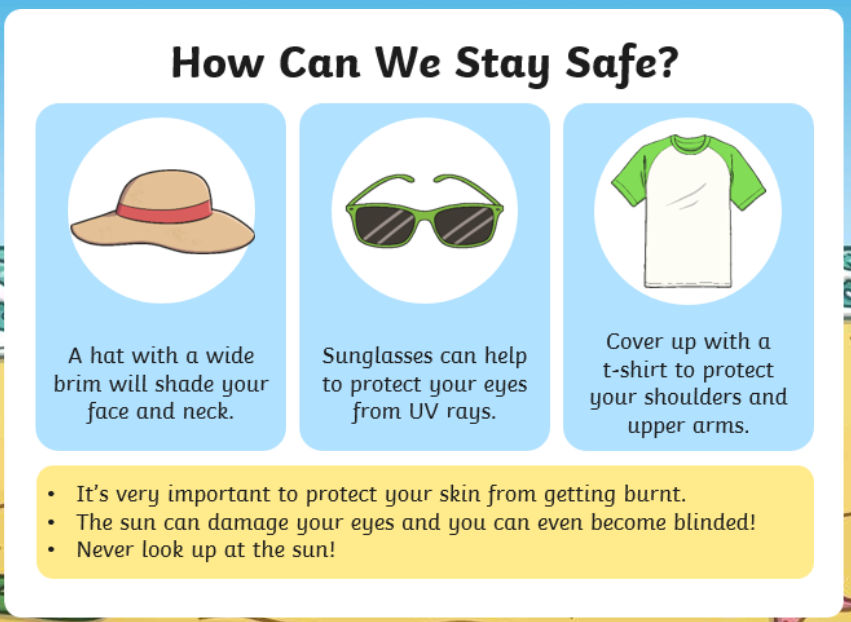 How Can We Stay Safe?
A hat with a wide
brim will shade your
face and neck.
Sunglasses can help
to protect your eyes
from UV rays.
Cover up with a
t-shirt to protect
your shoulders and
upper arms.
• It's very important to protect your skin from getting burnt.
• The sun can damage your eyes and you can even become blinded!
• Never look up at the sun!